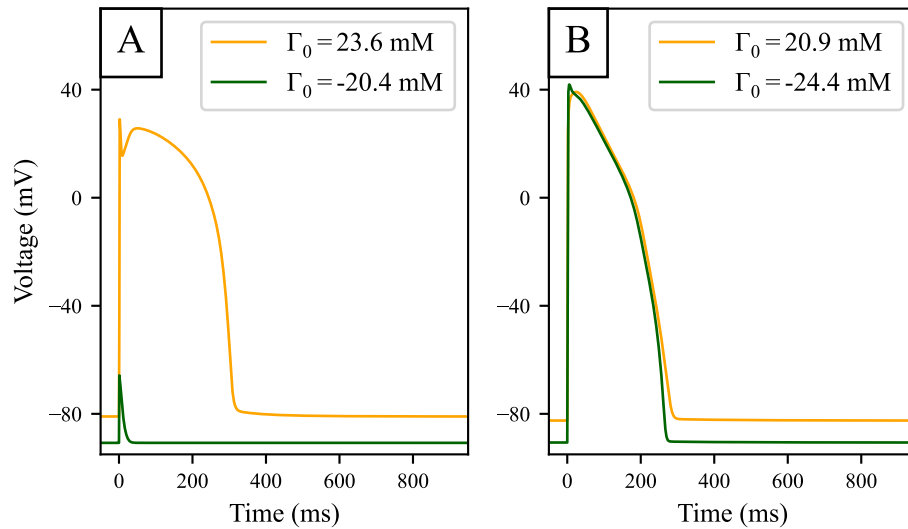 A
Γ₀ = 23.6 mM
Γ₀ = -20.4 mM
40
0
−40
−80
Voltage (mV)
0 200 400 600 800
Time (ms)
B
Γ₀ = 20.9 mM
Γ₀ = -24.4 mM
40
0
−40
−80
0 200 400 600 800
Time (ms)